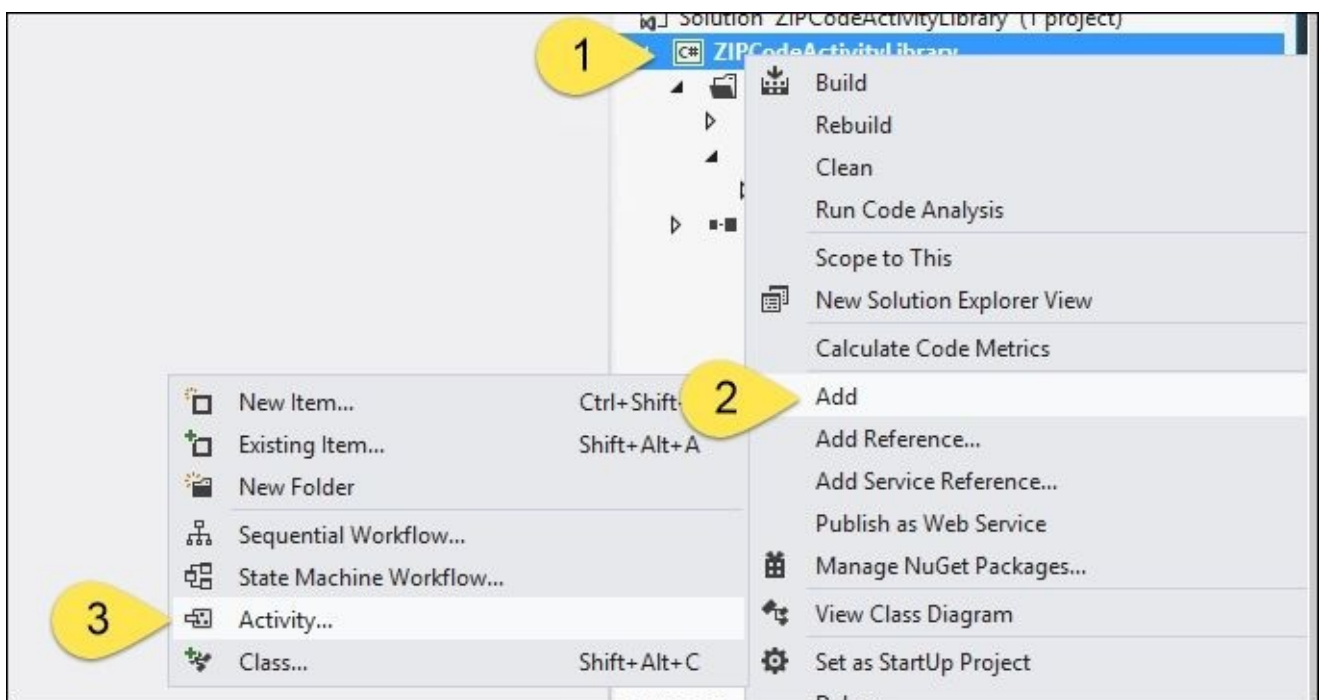 Solution 'ZIPCodeActivityLibrary' (1 project)
1
C# ZIPCodeActivityLibrary
Build
Rebuild
Clean
Run Code Analysis
Scope to This
New Solution Explorer View
Calculate Code Metrics
2
Add
Add Reference...
Add Service Reference...
Publish as Web Service
Manage NuGet Packages...
View Class Diagram
Set as StartUp Project
New Item... Ctrl+Shift+
Existing Item... Shift+Alt+A
New Folder
Sequential Workflow...
State Machine Workflow...
3
Activity...
Class... Shift+Alt+C